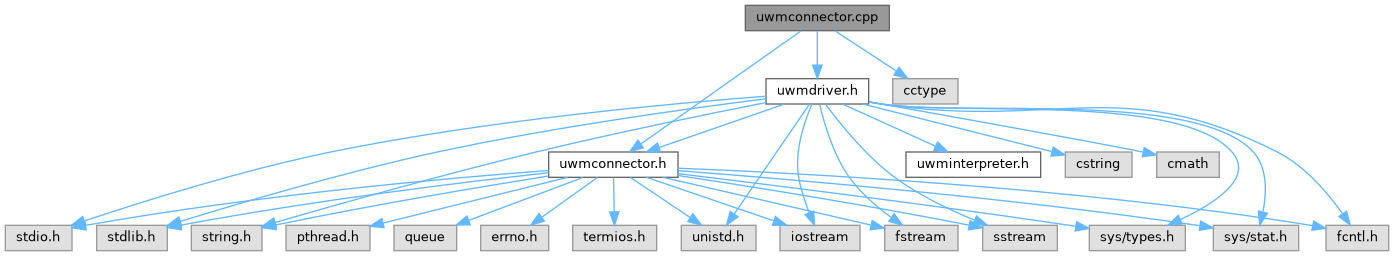 uwmconnector.cpp
uwmdriver.h
cctype
uwmconnector.h
uwminterpreter.h
cstring
cmath
stdio.h
stdlib.h
string.h
pthread.h
queue
errno.h
termios.h
unistd.h
iostream
fstream
sstream
sys/types.h
sys/stat.h
fcntl.h